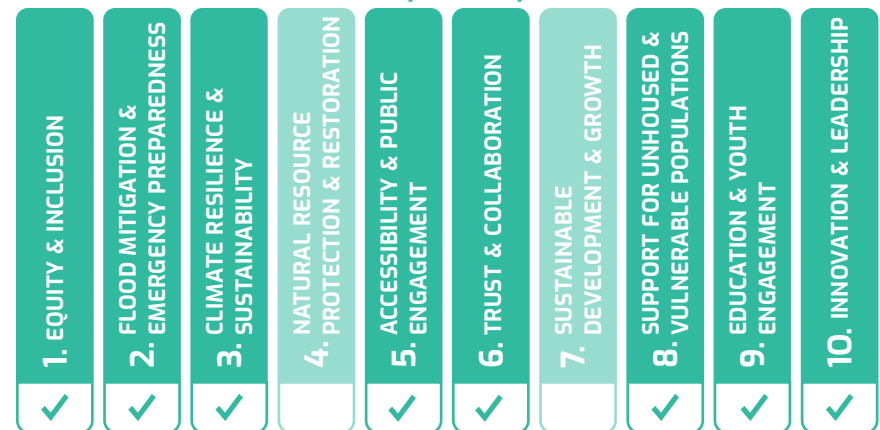 1. EQUITY & INCLUSION
2. FLOOD MITIGATION &
EMERGENCY PREPAREDNESS
3. CLIMATE RESILIENCE &
SUSTAINABILITY
4. NATURAL RESOURCE
PROTECTION & RESTORATION
5. ACCESSIBILITY & PUBLIC
ENGAGEMENT
6. TRUST & COLLABORATION
7. SUSTAINABLE
DEVELOPMENT & GROWTH
8. SUPPORT FOR UNHOUSED &
VULNERABLE POPULATIONS
9. EDUCATION & YOUTH
ENGAGEMENT
10. INNOVATION & LEADERSHIP